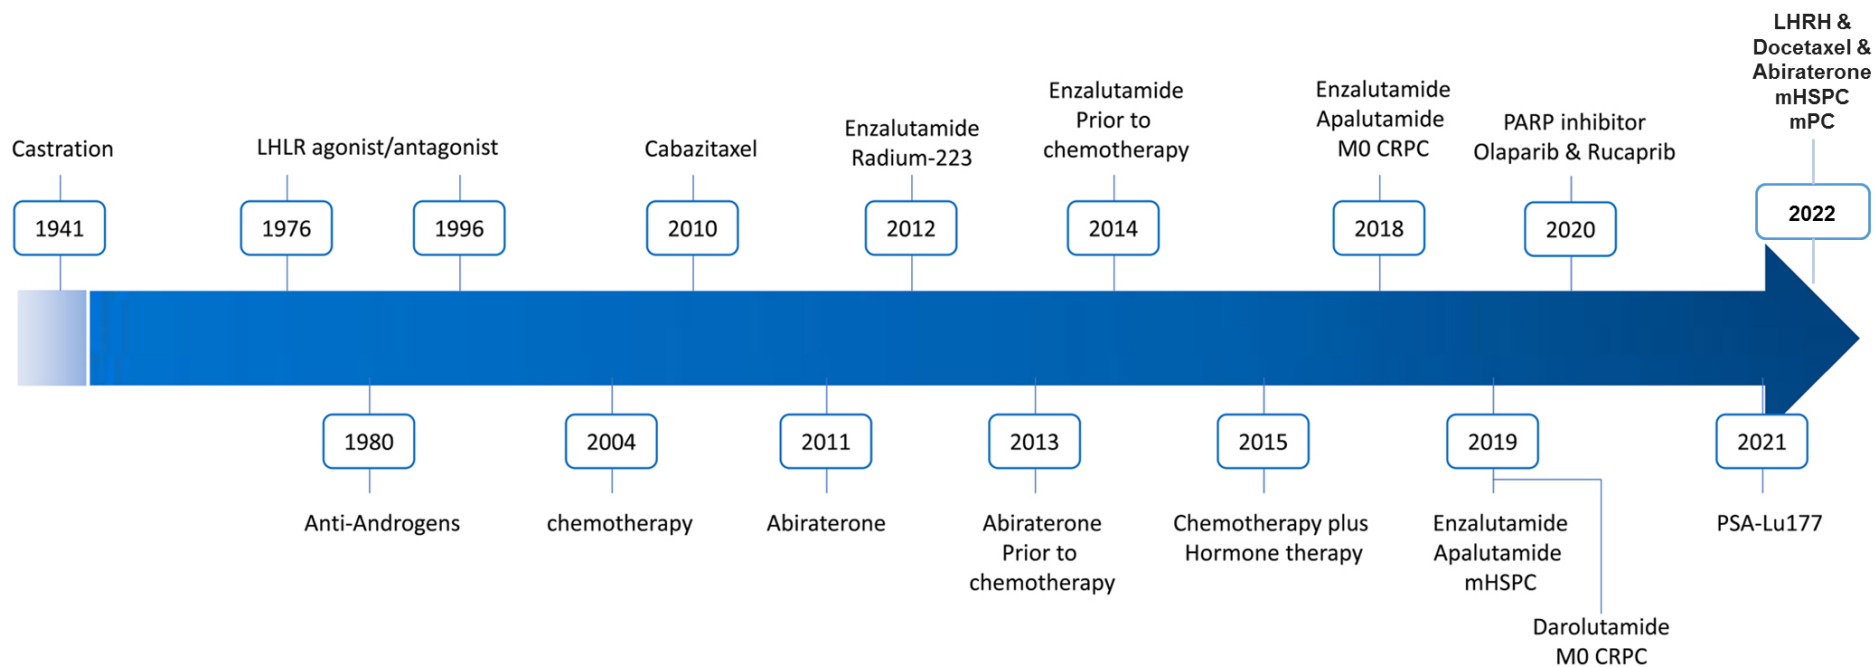 LHRH &
Docetaxel &
Abiraterone
mHSPC
mPC
Castration
LHLR agonist/antagonist
Cabazitaxel
Enzalutamide
Radium-223
Enzalutamide
Prior to
chemotherapy
Enzalutamide
Apalutamide
M0 CRPC
PARP inhibitor
Olaparib & Rucaprib
1941
1976
1996
2010
2012
2014
2018
2020
2022
1980
2004
2011
2013
2015
2019
2021
Anti-Androgens
chemotherapy
Abiraterone
Abiraterone
Prior to
chemotherapy
Chemotherapy plus
Hormone therapy
Enzalutamide
Apalutamide
mHSPC
PSA-Lu177
Darolutamide
M0 CRPC